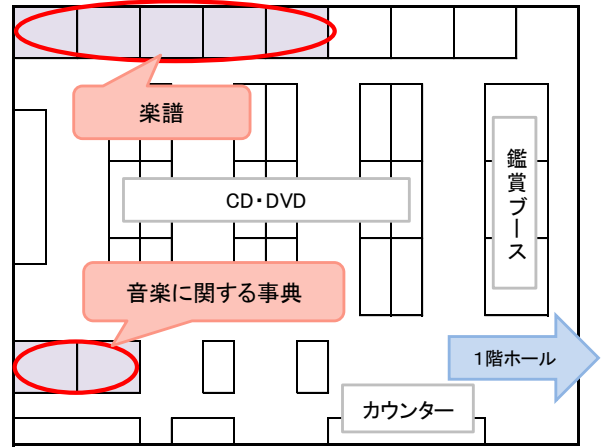 楽譜
CD・DVD
鑑賞ブース
音楽に関する事典
1階ホール
カウンター